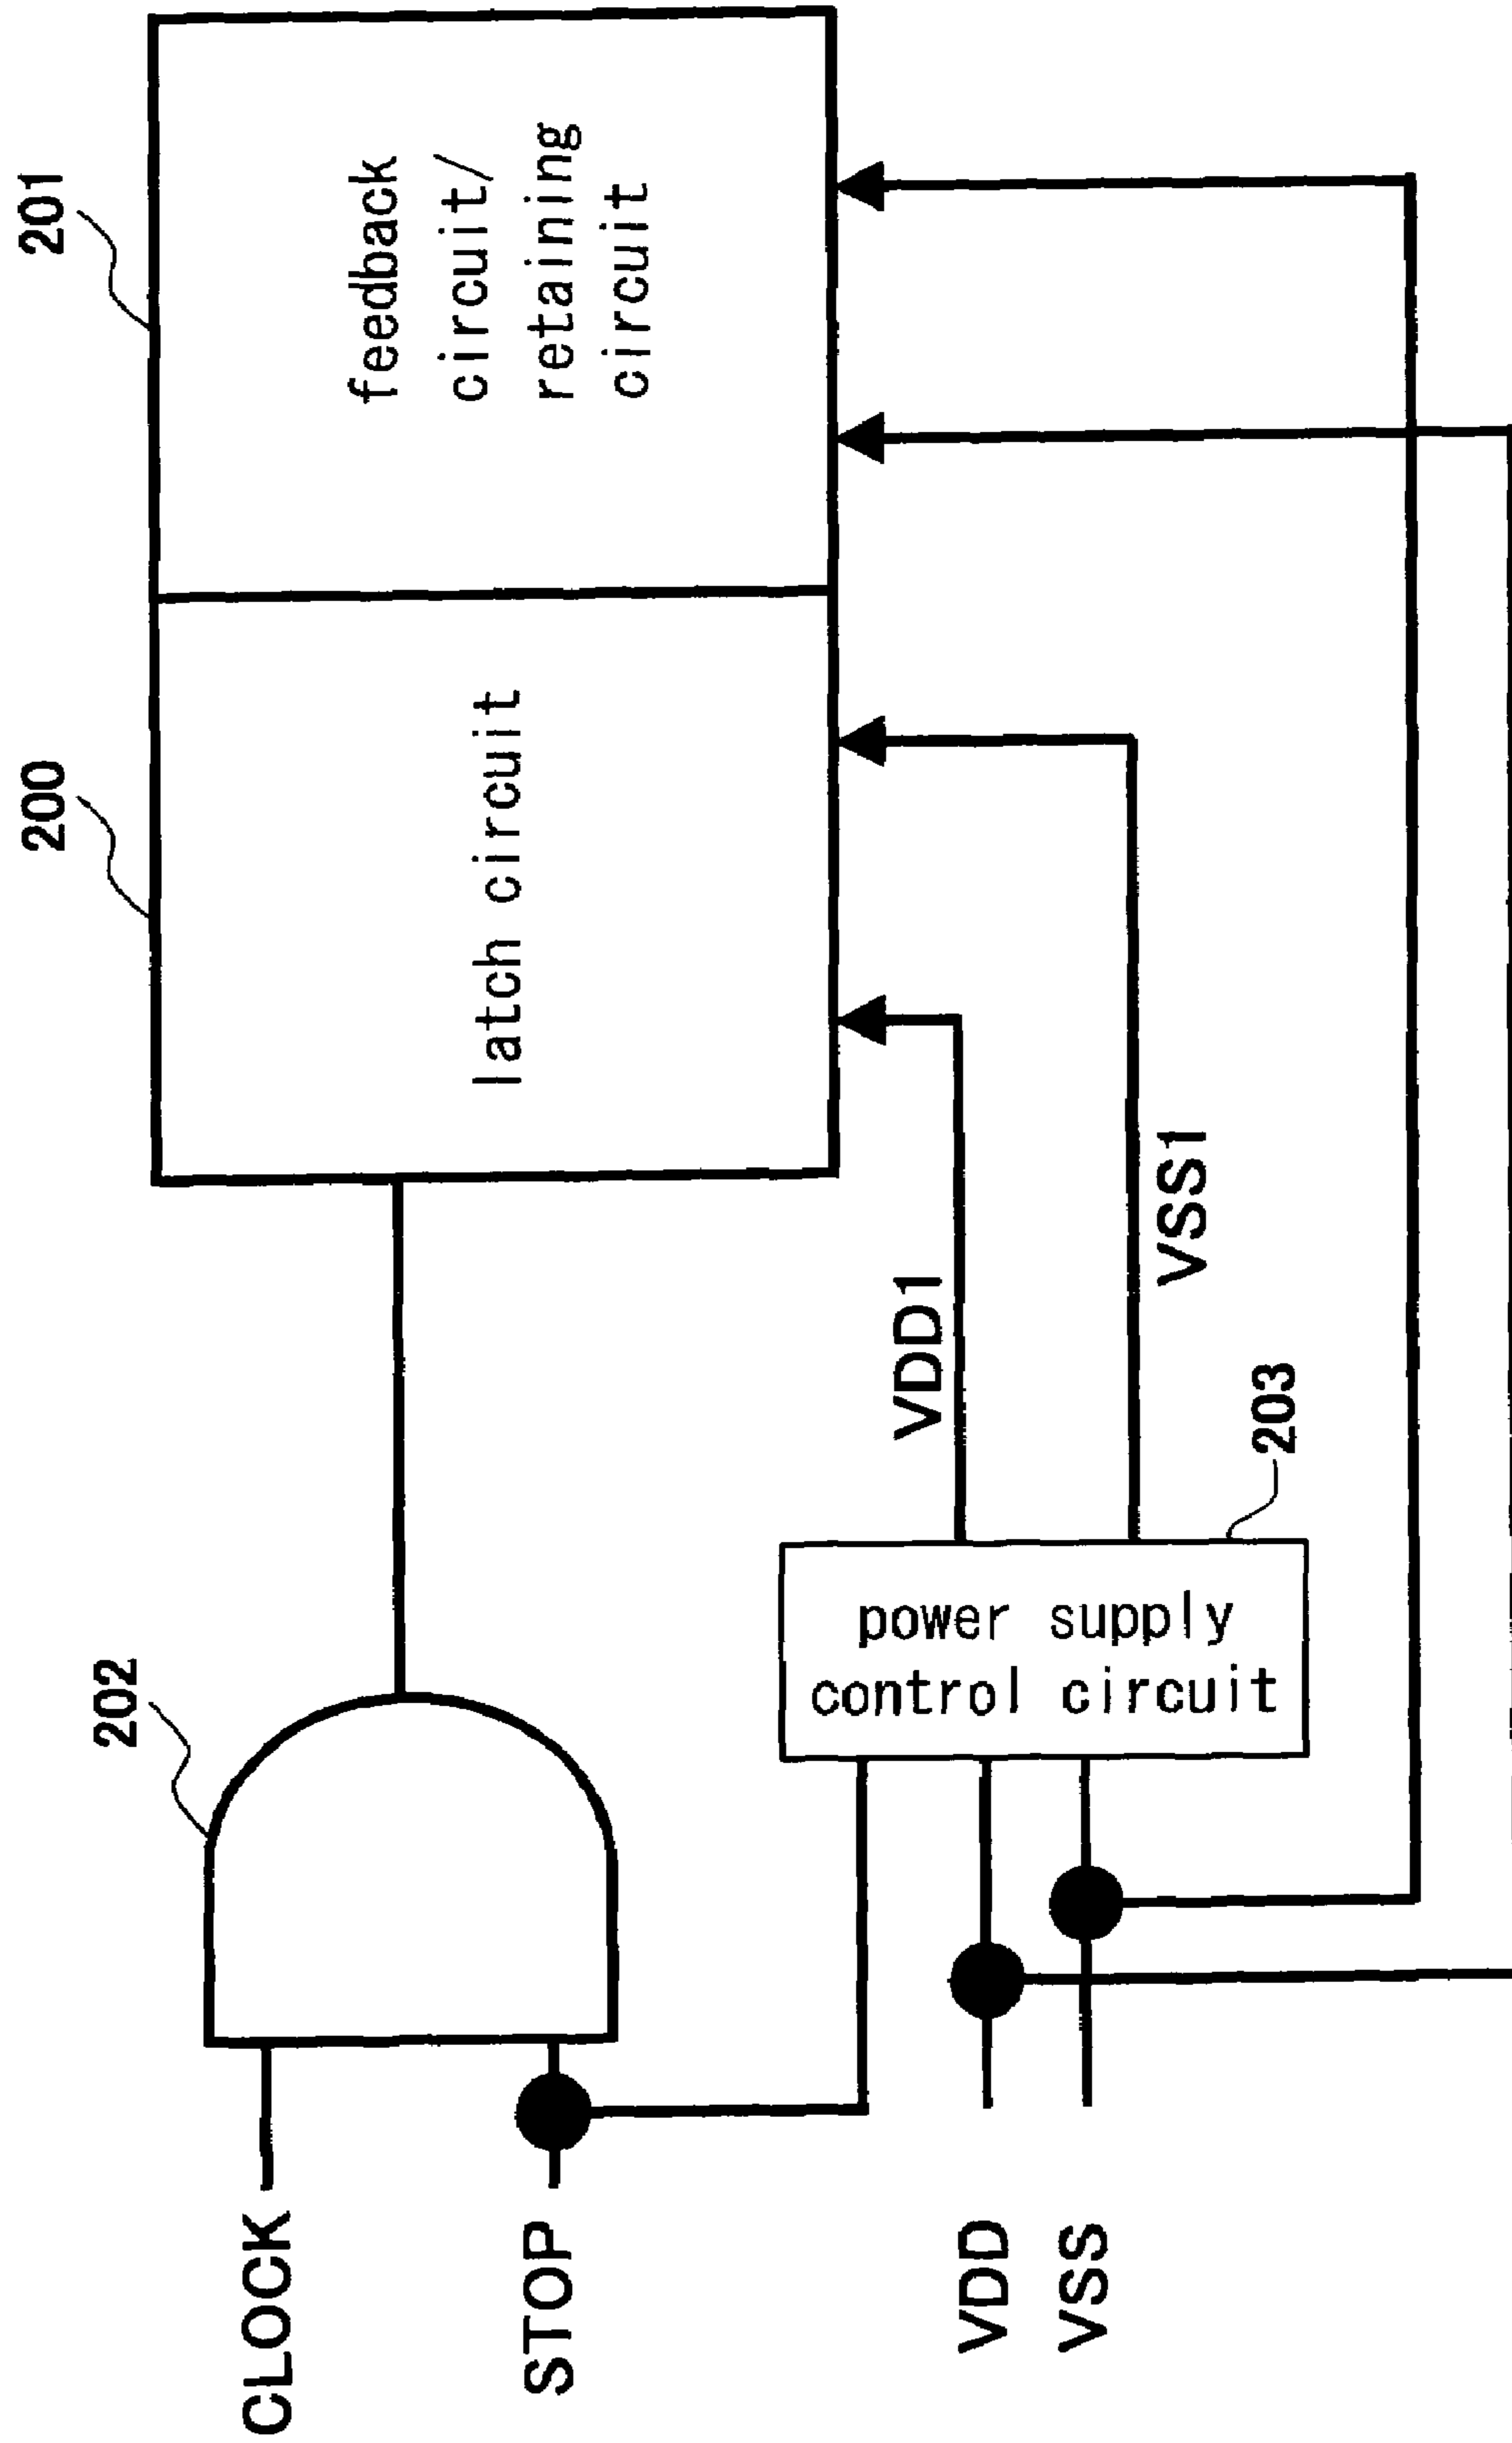 200
201
latch circuit
feedback
circuit/
retaining
circuit
202
CLOCK
STOP
VDD1
VSS1
203
power supply
control circuit
VDD
VSS